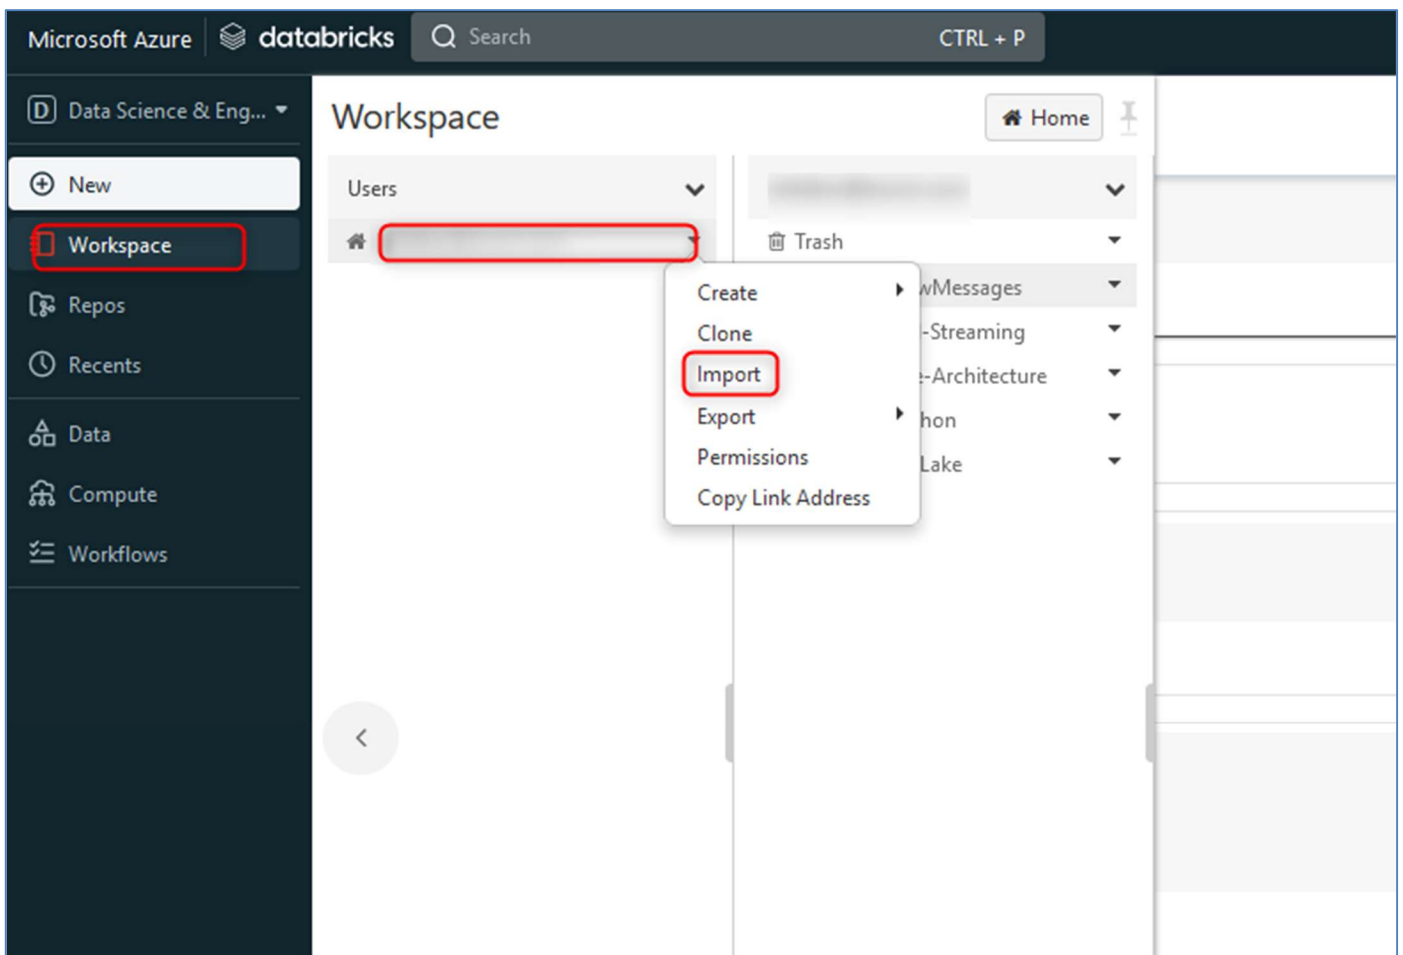 Microsoft Azure databricks Search CTRL + P
Data Science & Eng...
New
Workspace
Repos
Recents
Data
Compute
Workflows
Workspace Home
Users
Trash
Create
Clone
Import
Export
Permissions
Copy Link Address
wMessages
-Streaming
-Architecture
hon
Lake